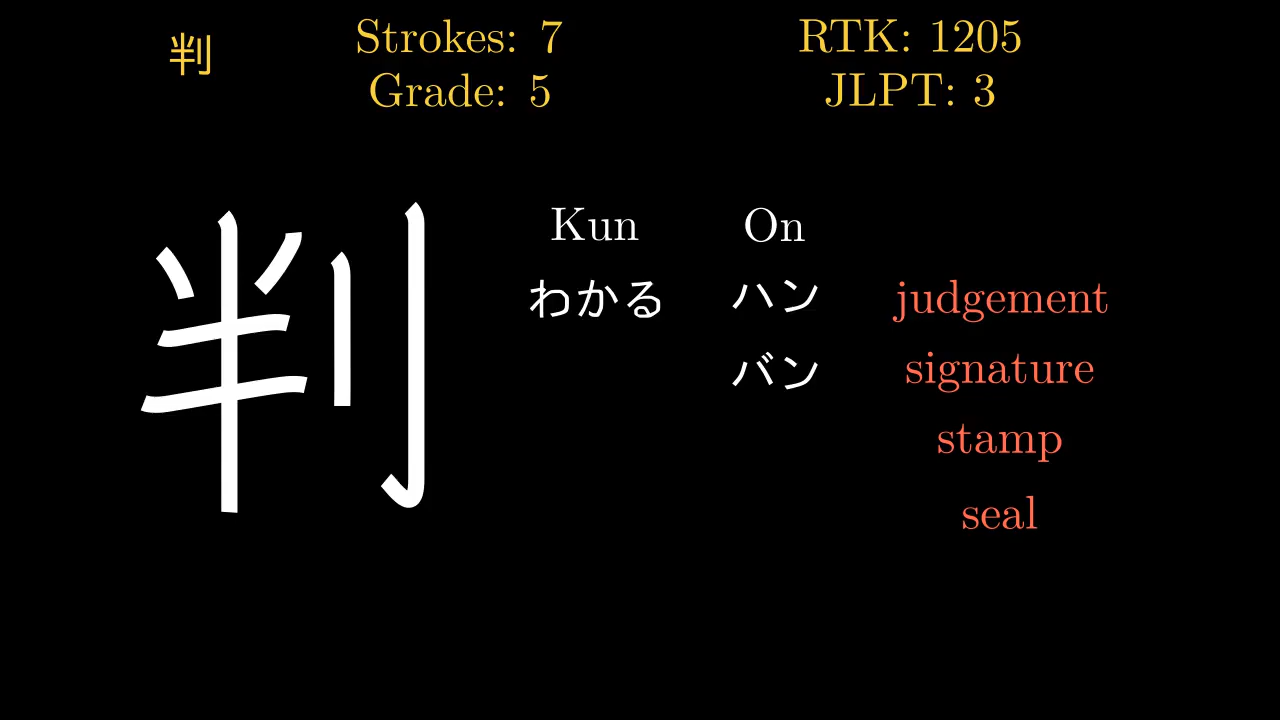 判
Strokes: 7
Grade: 5
RTK: 1205
JLPT: 3
判
Kun
わかる
On
ハン
バン
judgement
signature
stamp
seal